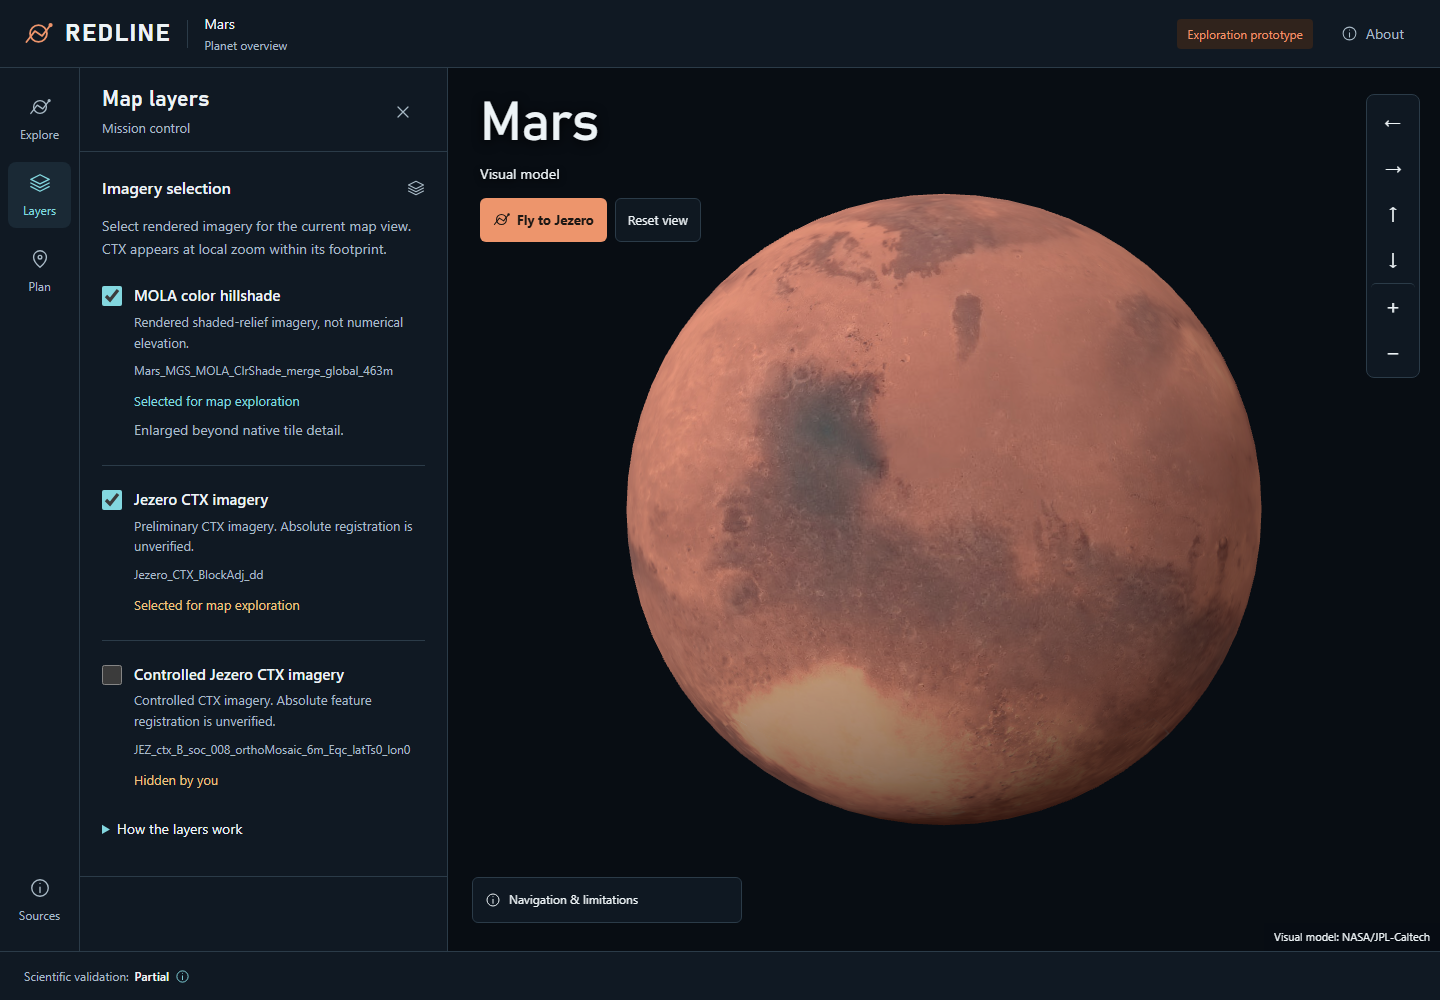 REDLINE
Mars
Planet overview
Exploration prototype
About
Explore
Layers
Plan
Sources
Map layers
Mission control
Imagery selection
Select rendered imagery for the current map view.
CTX appears at local zoom within its footprint.
MOLA color hillshade
Rendered shaded-relief imagery, not numerical
elevation.
Mars_MGS_MOLA_ClrShade_merge_global_463m
Selected for map exploration
Enlarged beyond native tile detail.
Jezero CTX imagery
Preliminary CTX imagery. Absolute registration is
unverified.
Jezero_CTX_BlockAdj_dd
Selected for map exploration
Controlled Jezero CTX imagery
Controlled CTX imagery. Absolute feature
registration is unverified.
JEZ_ctx_B_soc_008_orthoMosaic_6m_Eqc_latTs0_lon0
Hidden by you
How the layers work
Mars
Visual model
Fly to Jezero
Reset view
←
→
↑
↓
+
−
Navigation & limitations
Visual model: NASA/JPL-Caltech
Scientific validation: Partial